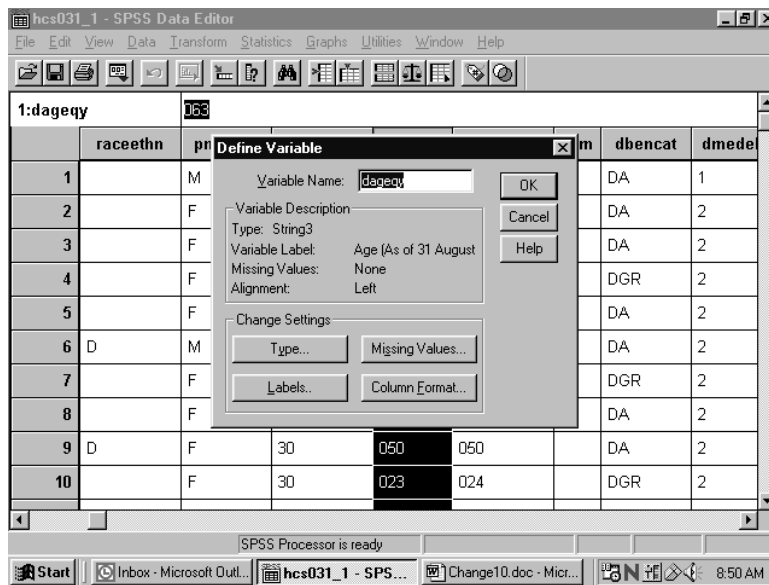 hcs031_1 - SPSS Data Editor
File Edit View Data Transform Statistics Graphs Utilities Window Help
1:dageqy 063
raceethn dbencat dmedel
1 M DA 1
2 F DA 2
3 F DA 2
4 F DGR 2
5 F DA 2
6 D M DA 2
7 F DGR 2
8 F DA 2
9 D F 30 050 050 DA 2
10 F 30 023 024 DGR 2
Define Variable
Variable Name: dageqy
OK
Cancel
Help
Variable Description
Type: String3
Variable Label: Age (As of 31 August
Missing Values: None
Alignment: Left
Change Settings
Type... Missing Values...
Labels.. Column Format...
SPSS Processor is ready
Start Inbox - Microsoft Outl... hcs031_1 - SPS... Change10.doc - Micr... 8:50 AM